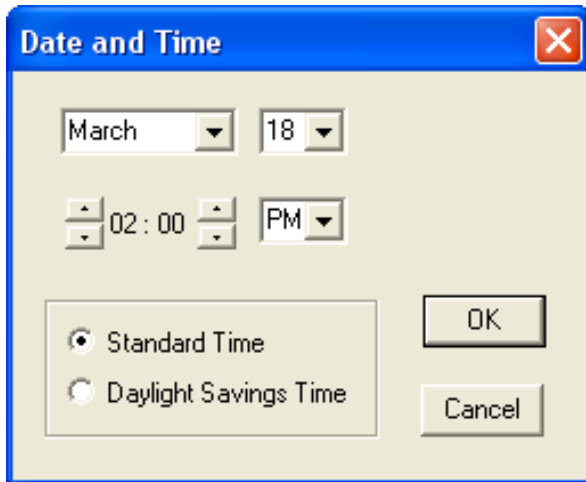 Date and Time
March 18
02 : 00 PM
Standard Time
OK
Daylight Savings Time
Cancel